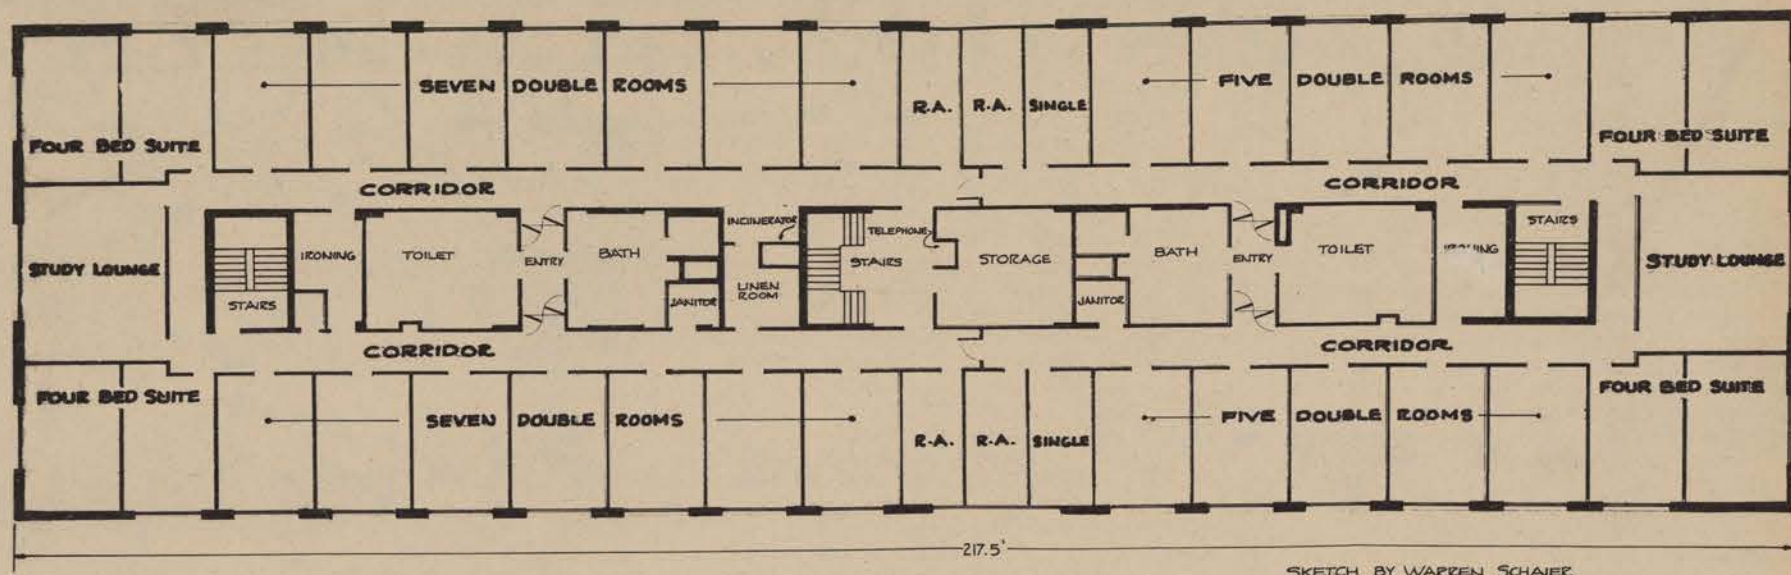 SEVEN DOUBLE ROOMS
FIVE DOUBLE ROOMS
R.A.
R.A.
SINGLE
FOUR BED SUITE
FOUR BED SUITE
CORRIDOR
CORRIDOR
STUDY LOUNGE
STAIRS
IRONING
TOILET
ENTRY
BATH
JANITOR
INCINERATOR
LINEN
ROOM
STAIRS
TELEPHONE
STORAGE
JANITOR
BATH
ENTRY
TOILET
IRONING
STAIRS
STUDY LOUNGE
CORRIDOR
CORRIDOR
FOUR BED SUITE
FOUR BED SUITE
SEVEN DOUBLE ROOMS
R.A.
R.A.
SINGLE
FIVE DOUBLE ROOMS
217.5'
SKETCH BY WARREN SCHAIER